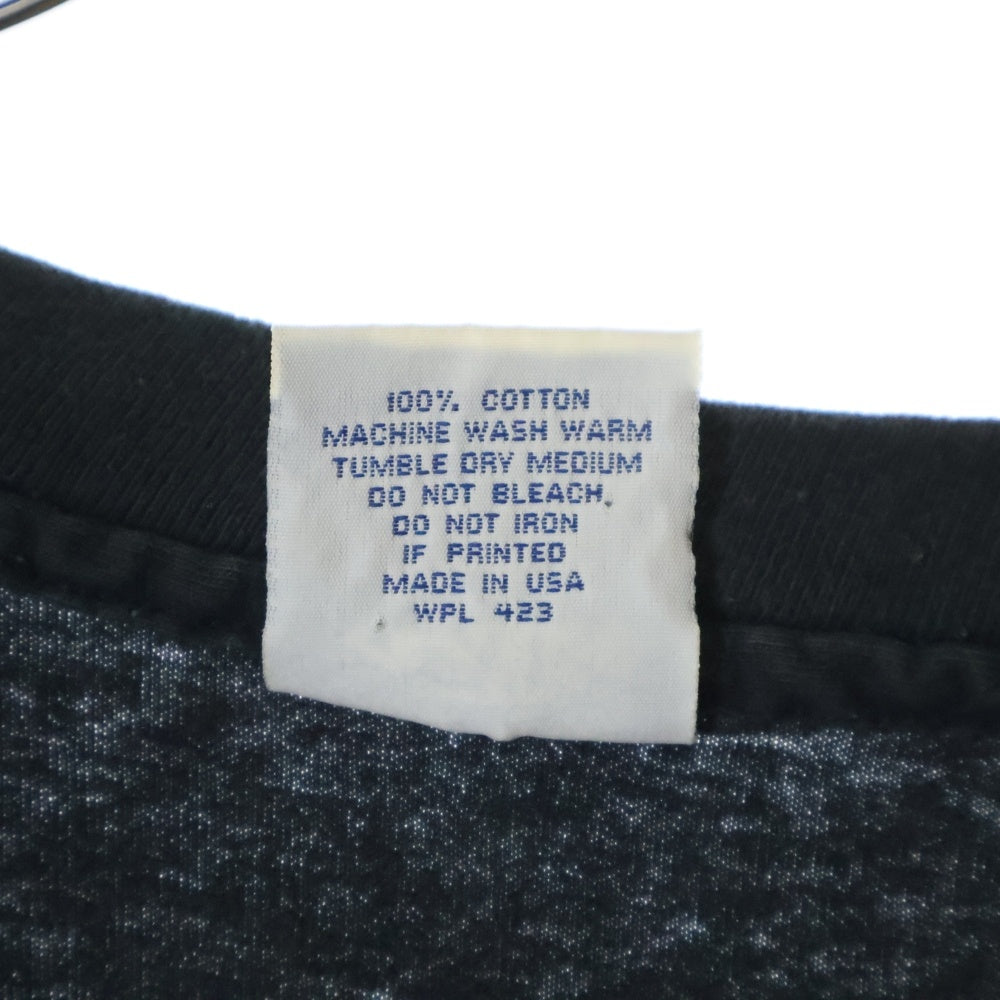 100% COTTON
MACHINE WASH WARM
TUMBLE DRY MEDIUM
DO NOT BLEACH.
DO NOT IRON
IF PRINTED
MADE IN USA
WPL 423